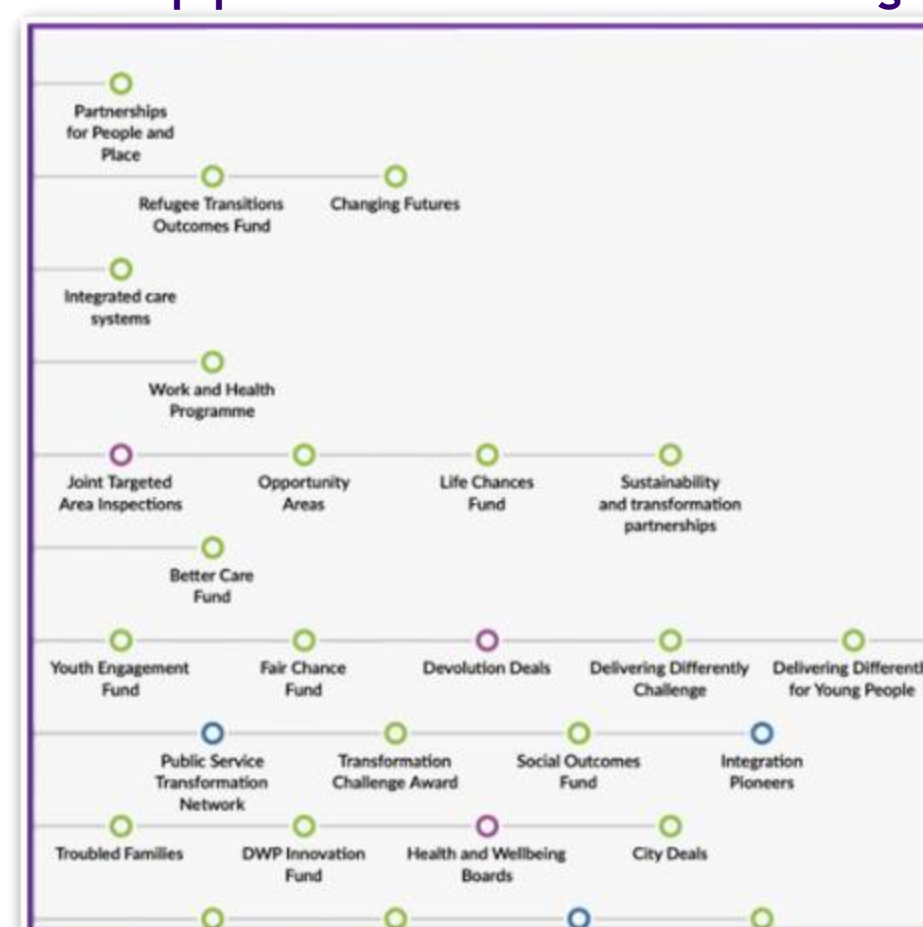 Partnerships
for People and
Place
Refugee Transitions
Outcomes Fund
Changing Futures
Integrated care
systems
Work and Health
Programme
Joint Targeted
Area Inspections
Opportunity
Areas
Life Chances
Fund
Sustainability
and transformation
partnerships
Better Care
Fund
Youth Engagement
Fund
Fair Chance
Fund
Devolution Deals
Delivering Differently
Challenge
Delivering Different
for Young People
Public Service
Transformation
Network
Transformation
Challenge Award
Social Outcomes
Fund
Integration
Pioneers
Troubled Families
DWP Innovation
Fund
Health and Wellbeing
Boards
City Deals